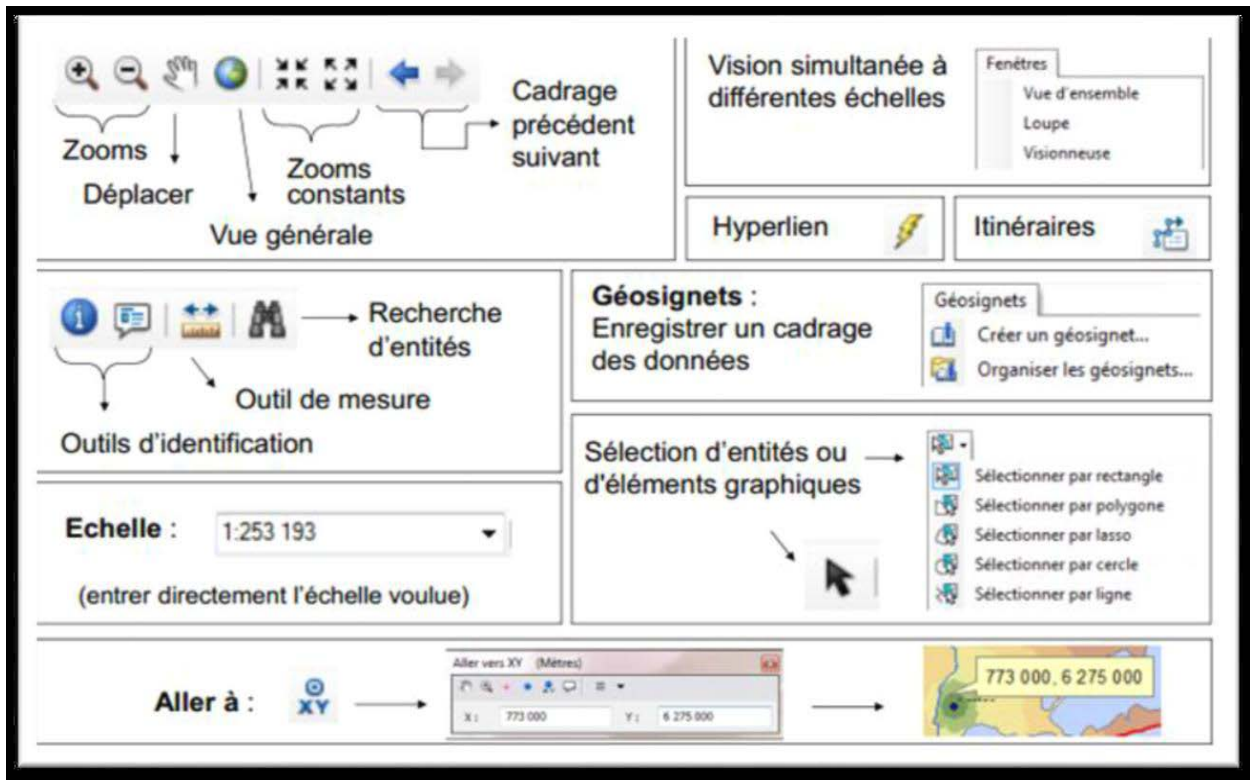 Zooms
Déplacer
Vue générale
Zooms
constants
Cadrage
précédent
suivant
Vision simultanée à
différentes échelles
Fenêtres
Vue d'ensemble
Loupe
Visionneuse
Hyperlien
Itinéraires
Recherche
d'entités
Outil de mesure
Outils d'identification
Géosignets :
Enregistrer un cadrage
des données
Géosignets
Créer un géosignet...
Organiser les géosignets...
Echelle :
1:253 193
(entrer directement l'échelle voulue)
Sélection d'entités ou
d'éléments graphiques
Sélectionner par rectangle
Sélectionner par polygone
Sélectionner par lasso
Sélectionner par cercle
Sélectionner par ligne
Aller à :
XY
Aller vers XY (Mètres)
X : 773 000 Y : 6 275 000
773 000, 6 275 000